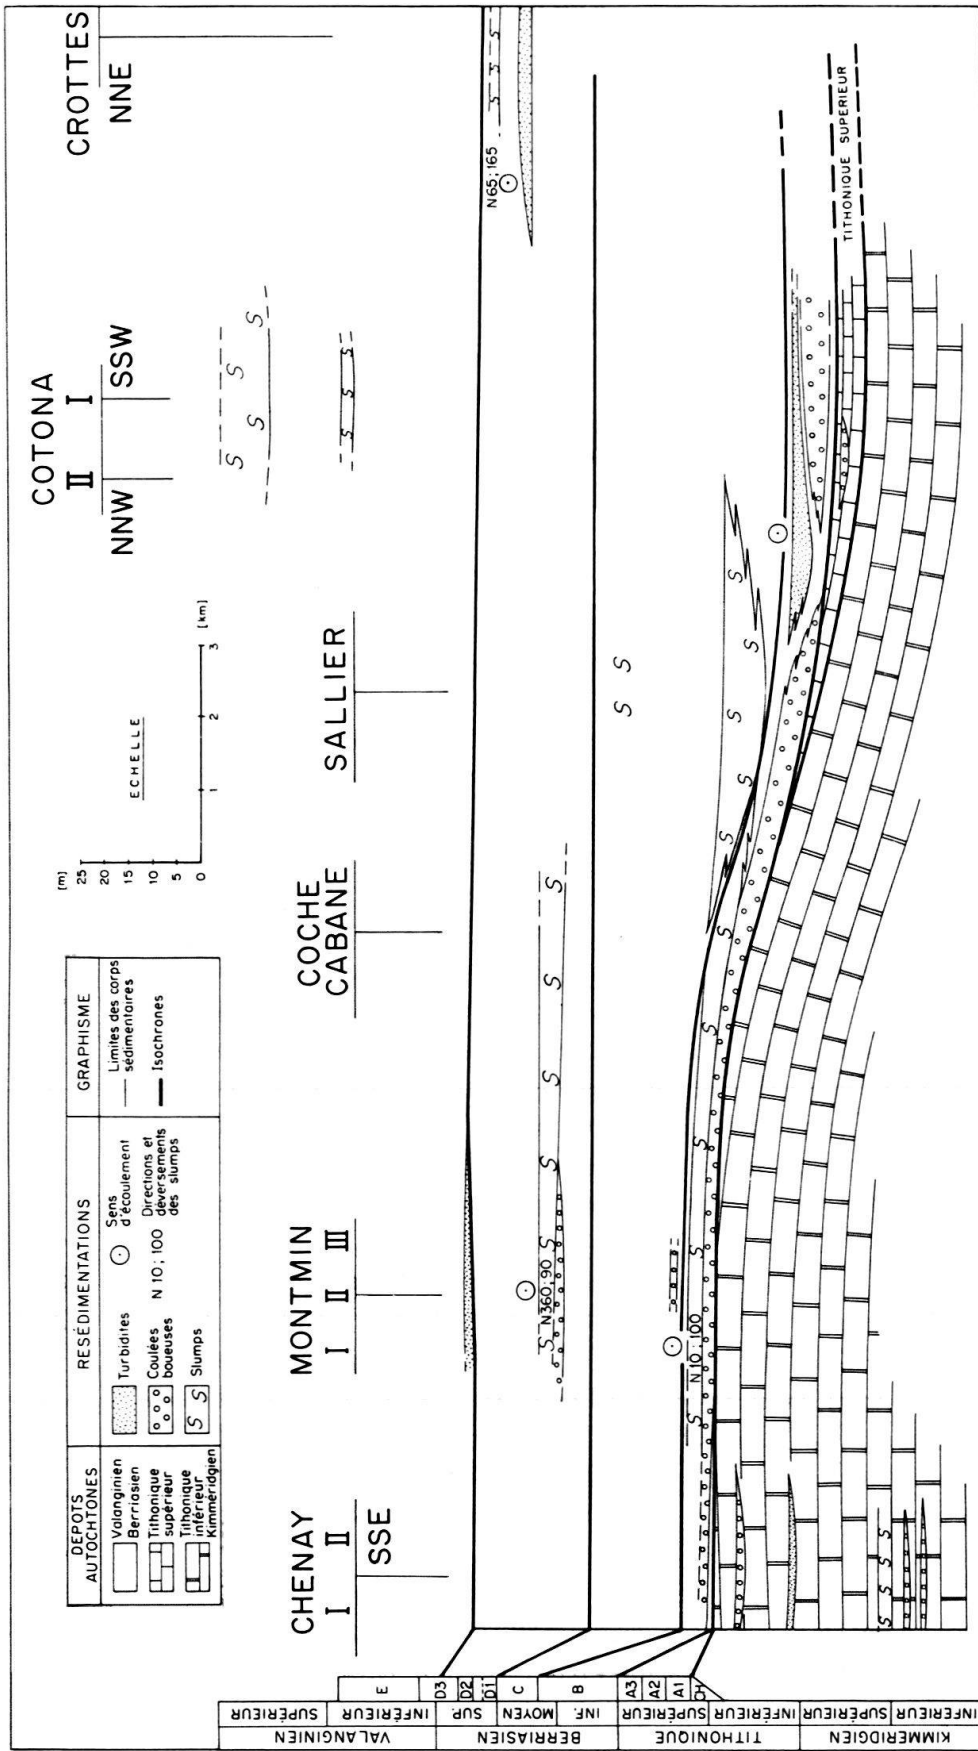 CHENAY
I II
SSE
MONTMIN
I II III
COCHE
CABANE
SALLIER
COTONA
II I
NNW SSW
CROTTES
NNE
DEPOTS
AUTOCHTONES
Valanginien
Berriasien
Tithonique
supérieur
Tithonique
inférieur
Kimméridgien
RESÉDIMENTATIONS
Turbidites
Coulées
boueuses
S S Slumps
Sens
d'écoulement
N 10 ; 100 Directions et
déversements
des slumps
GRAPHISME
Limites des corps
sédimentaires
Isochrones
[m]
25
20
15
10
5
0
ECHELLE
1 2 3 [km]
N65;165
N360;90
N10;100
TITHONIQUE SUPERIEUR
VALANGINIEN
SUPÉRIEUR
INFÉRIEUR
BERRIASIEN
SUP.
MOYEN
INF.
TITHONIQUE
SUPÉRIEUR
INFÉRIEUR
KIMMERIDGIEN
SUPÉRIEUR
INFÉRIEUR
E
D3
D2
D1
C
B
A3
A2
A1
CH